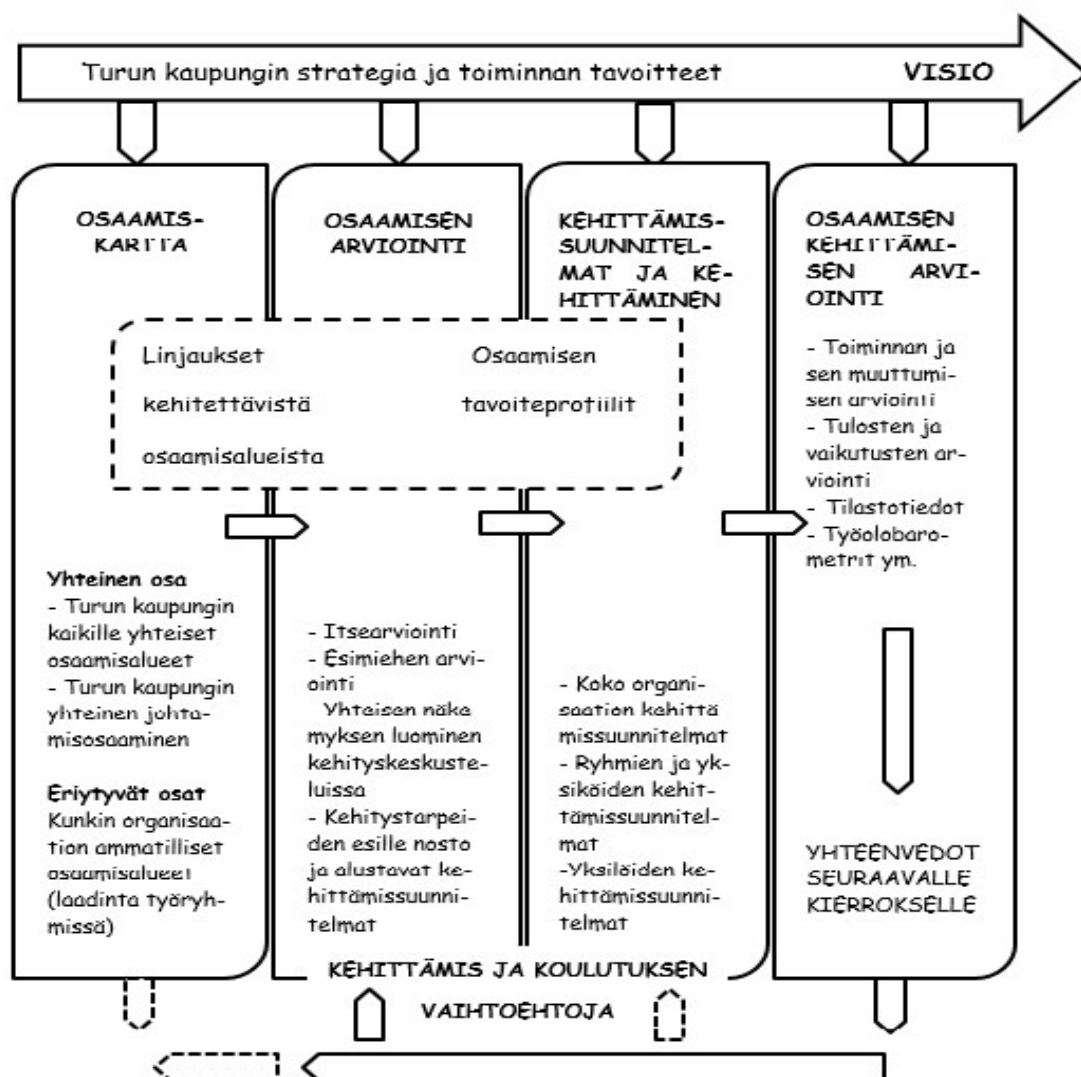 Turun kaupungin strategia ja toiminnan tavoitteet VISIO
OSAAMIS-
KARTTA
OSAAMISEN
ARVIOINTI
KEHITTÄMIS-
SUUNNITEL-
MAT JA KE-
HITTÄMINEN
OSAAMISEN
KEHITTÄMI-
SEN ARVI-
OINTI
Linjaukset
kehitettävistä
osaamisalueista
Osaamisen
tavoiteprofiilit
- Toiminnan ja
sen muuttumi-
sen arviointi
- Tulosten ja
vaikutusten ar-
viointi
- Tilastotiedot
- Työolobaro-
metrit ym.
Yhteinen osa
- Turun kaupungin
kaikille yhteiset
osaamisalueet
- Turun kaupungin
yhteinen johta-
misosaaminen
Eriytyvät osat
Kunkin organisaa-
tion ammatilliset
osaamisalueet
(laadinta työryh-
missä)
- Itsearviointi
- Esimiehen arvi-
ointi
- Yhteisen näke
myksen luominen
kehityskeskuste-
luissa
- Kehitystarpei-
den esille nosto
ja alustavat ke-
hittämissuunni-
telmat
- Koko organi-
saation kehittä
missuunnitelmat
- Ryhmien ja yk-
siköiden kehit-
tämissuunnitel-
mat
-Yksilöiden ke-
hittämissuunni-
telmat
YHTEENVEDOT
SEURAAVALLE
KIERROKSELLE
KEHITTÄMIS JA KOULUTUKSEN
VAIHTOEHTOJA